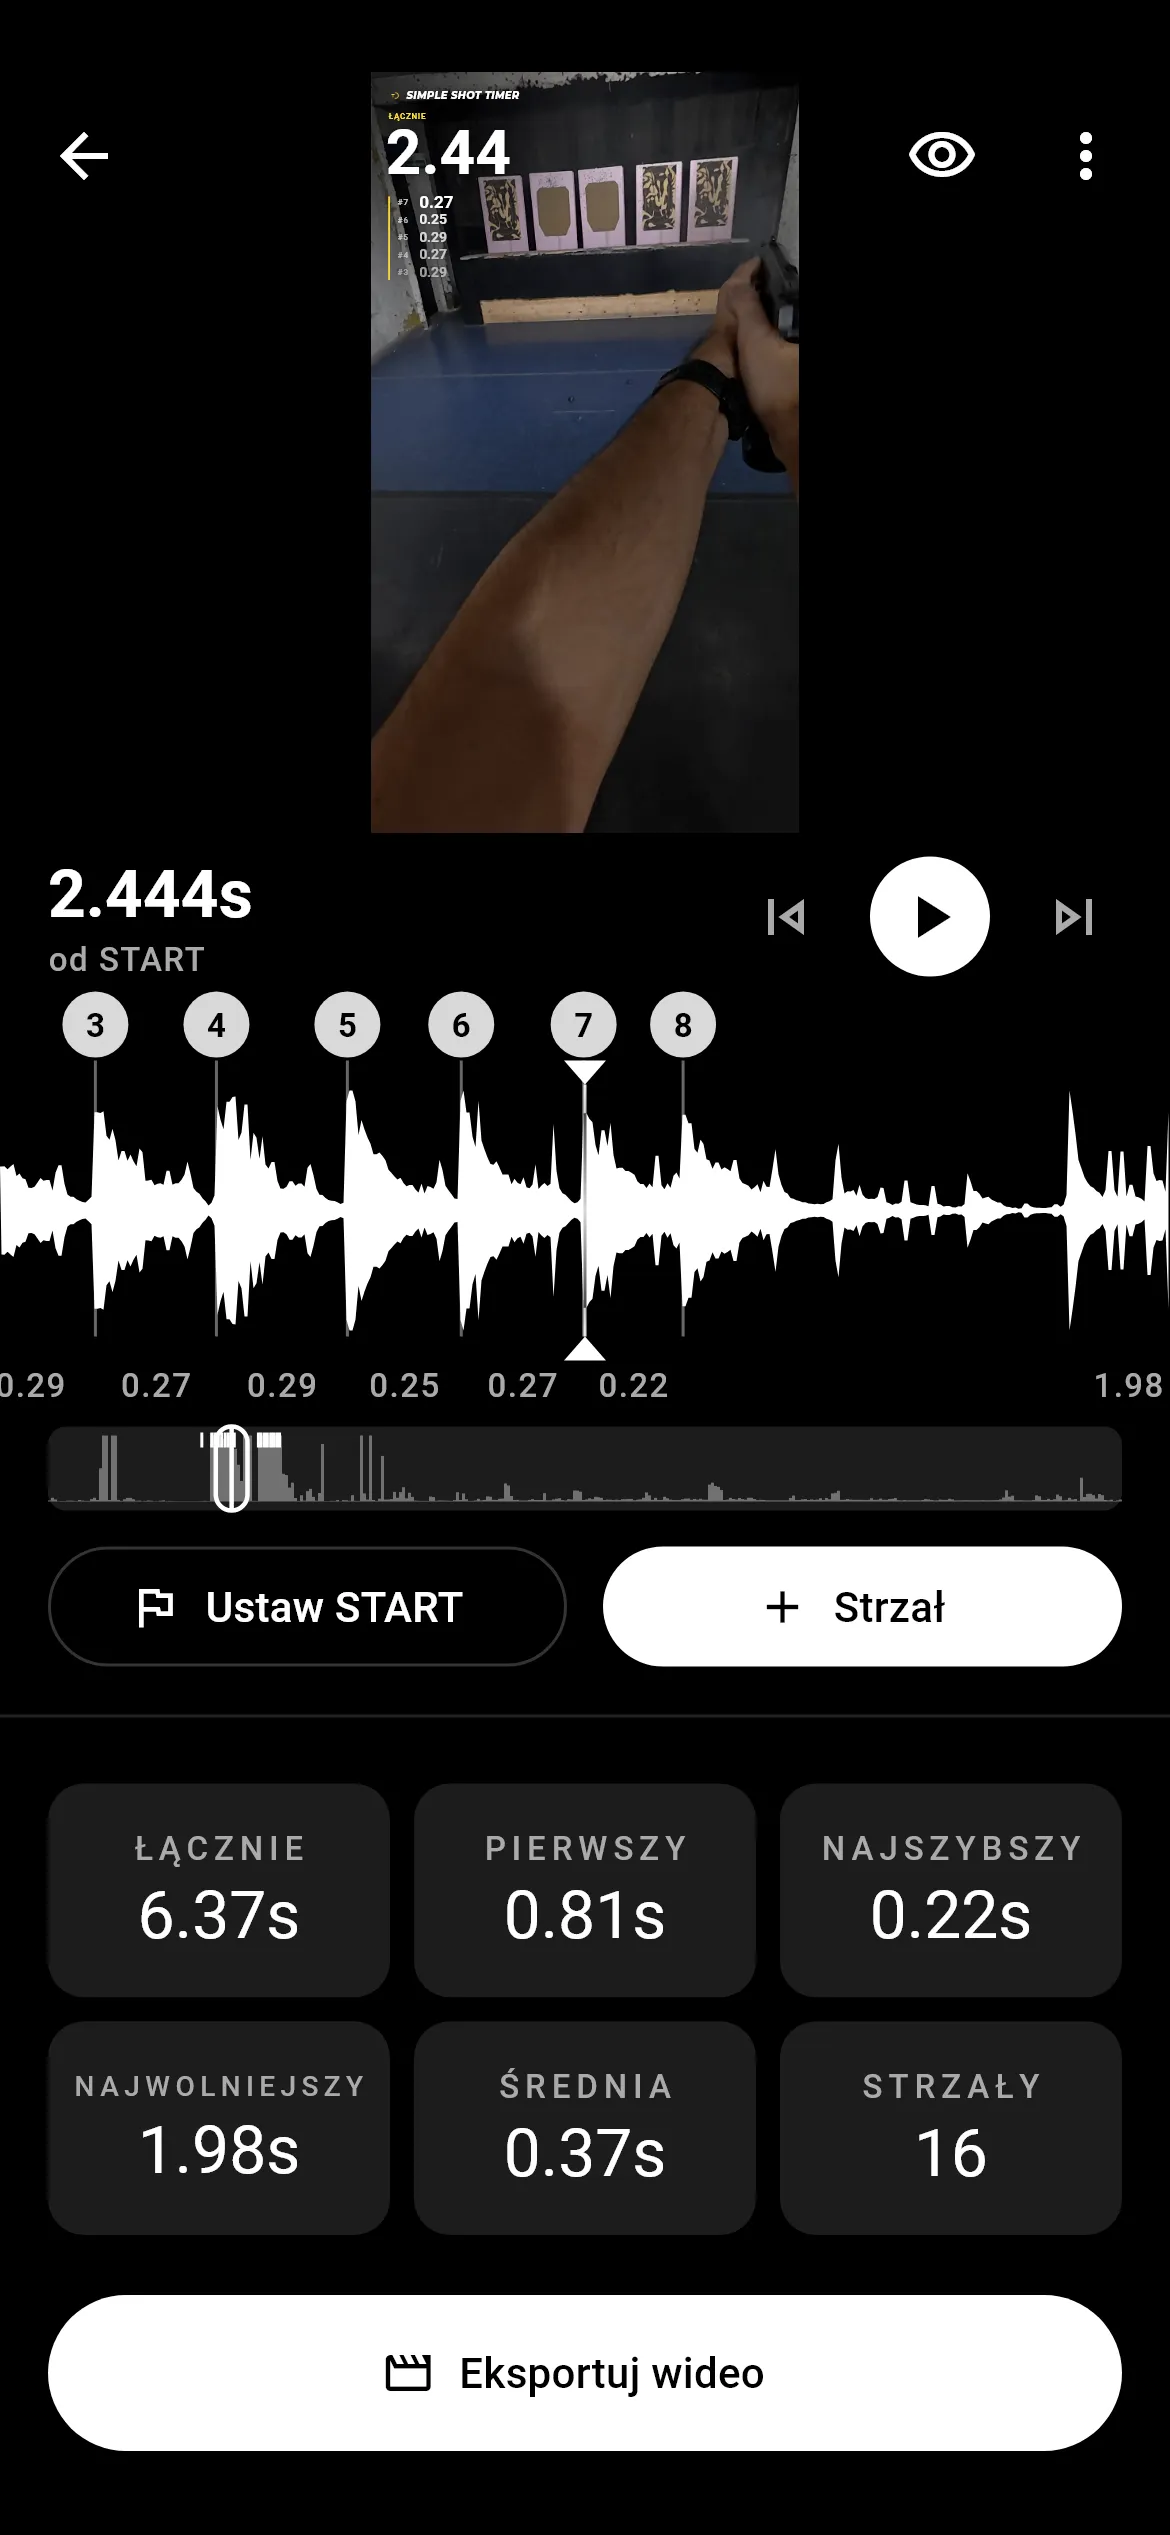 SIMPLE SHOT TIMER
ŁĄCZNIE
2.44
#7 0.27
#6 0.25
#5 0.29
#4 0.27
#3 0.29
2.444s
od START
3 4 5 6 7 8
0.29 0.27 0.29 0.25 0.27 0.22 1.98
Ustaw START
+ Strzał
ŁĄCZNIE PIERWSZY NAJSZYBSZY
6.37s 0.81s 0.22s
NAJWOLNIEJSZY ŚREDNIA STRZAŁY
1.98s 0.37s 16
Eksportuj wideo